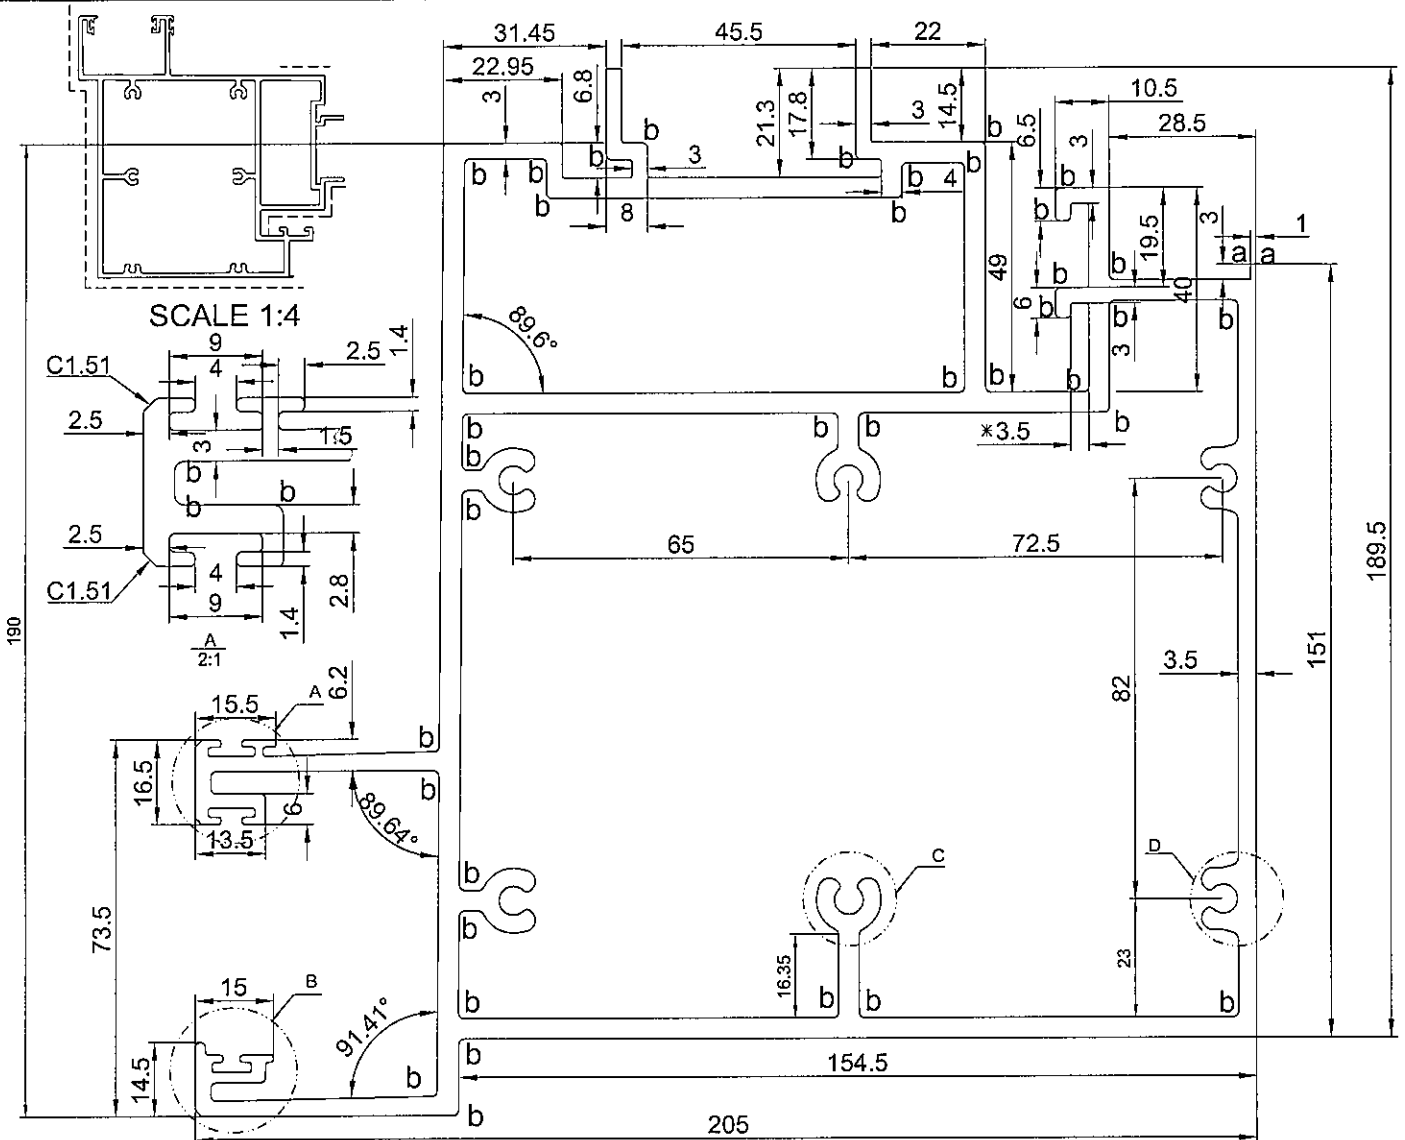 31.45
45.5
22
22.95
3
6.8
21.3
17.8
3
14.5
10.5
28.5
6.5
3
b
b
b
b
3
b
b
b
b
b
b
b
4
b
8
b
b
19.5
3
1
a
a
49
b
b
40
6
b
b
b
3
SCALE 1:4
89.6°
9
4
2.5
1.4
C1.51
2.5
3
1.5
b
b
b
2.5
C1.51
4
9
1.4
2.8
A
2:1
b
b
b
b
b
b
b
b
b
b
※3.5
65
72.5
190
189.5
151
82
3.5
15.5
A
6.2
b
b
16.5
6
13.5
89.64°
73.5
b
b
C
D
16.35
23
15
B
91.41°
b
b
b
b
14.5
b
b
154.5
b
205